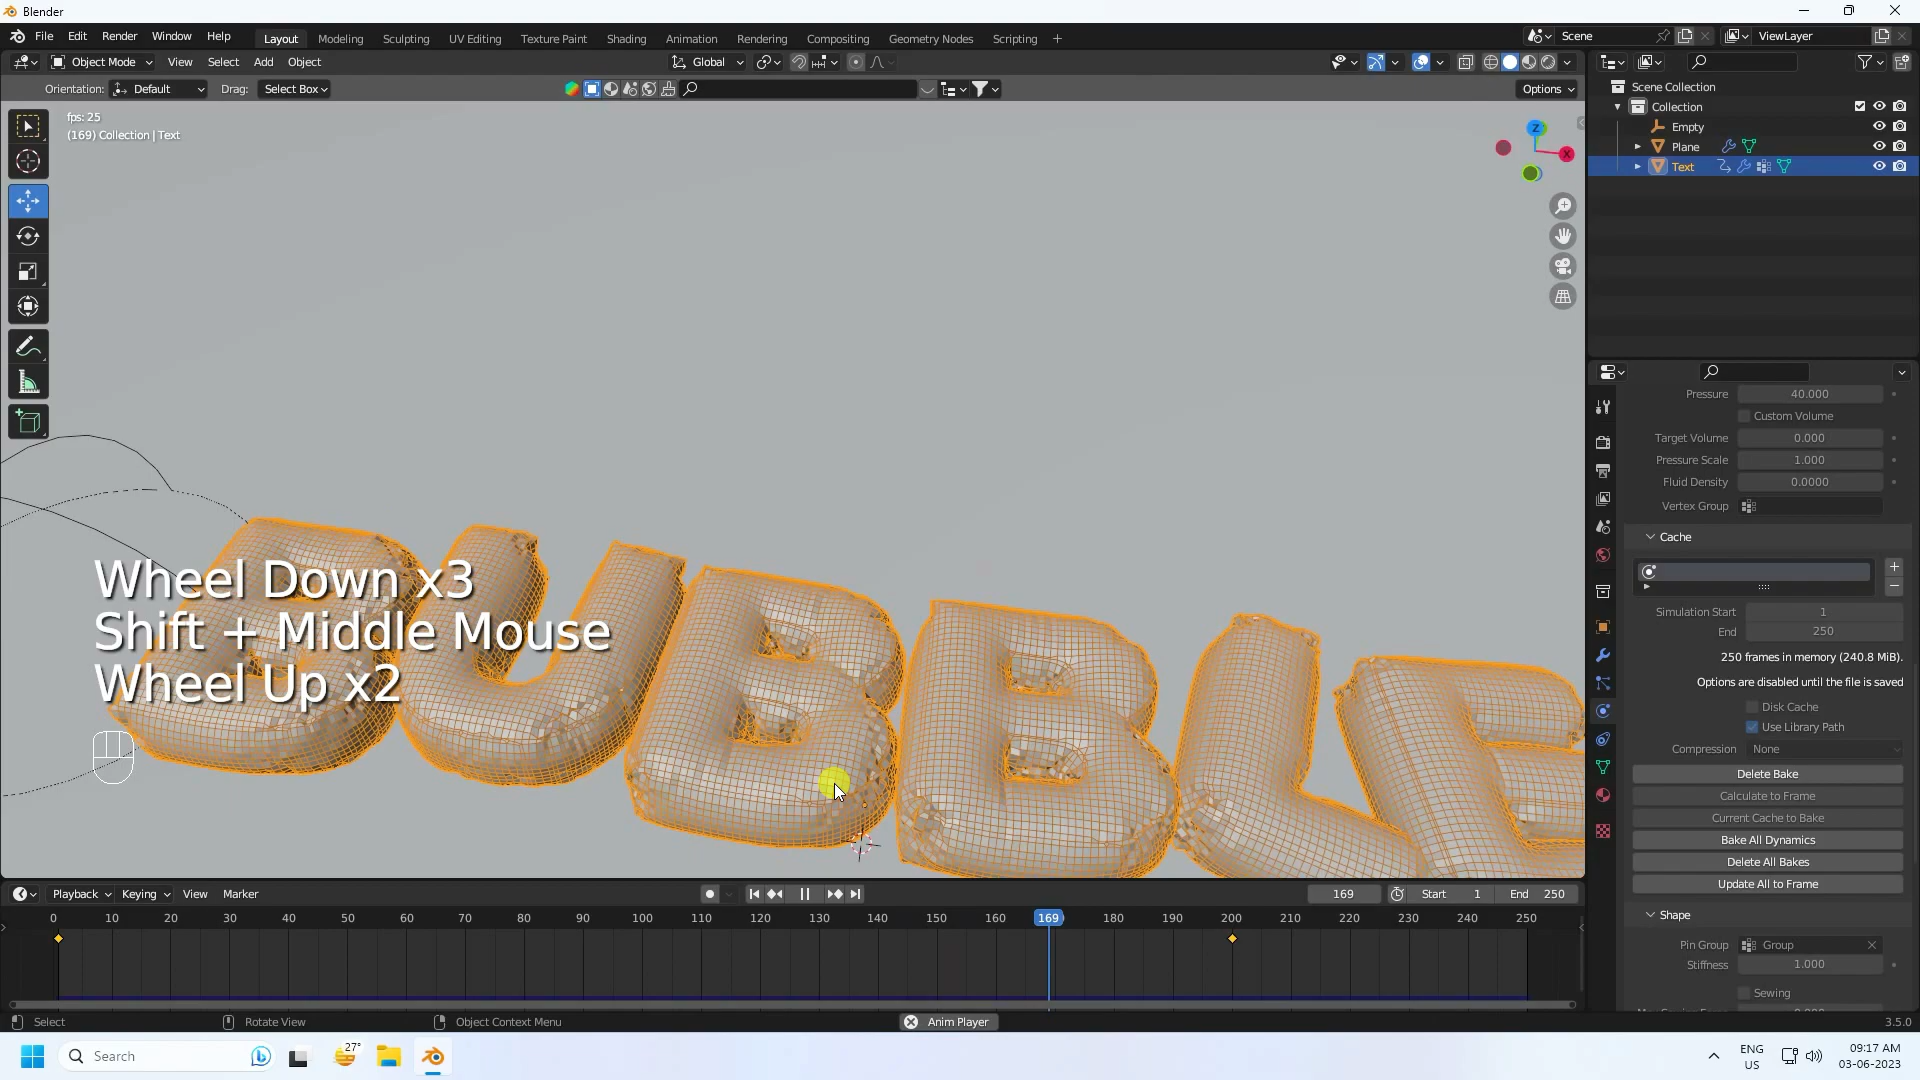 Blender
File Edit Render Window Help Layout Modeling Sculpting UV Editing Texture Paint Shading Animation Rendering Compositing Geometry Nodes Scripting + Scene ViewLayer
Object Mode View Select Add Object Global
Orientation: Default Drag: Select Box Options
fps: 25
(169) Collection | Text
Z
X
Scene Collection
Collection
Empty
Plane
Text
Pressure 40.000
Custom Volume
Target Volume 0.000
Pressure Scale 1.000
Fluid Density 0.0000
Vertex Group
Cache
Simulation Start 1
End 250
250 frames in memory (240.8 MiB).
Options are disabled until the file is saved
Disk Cache
Use Library Path
Compression None
Delete Bake
Calculate to Frame
Current Cache to Bake
Bake All Dynamics
Delete All Bakes
Update All to Frame
Shape
Pin Group Group
Stiffness 1.000
Sewing
BUBBLE
Wheel Down x3
Shift + Middle Mouse
Wheel Up x2
Playback Keying View Marker 169 Start 1 End 250
0 10 20 30 40 50 60 70 80 90 100 110 120 130 140 150 160 169 180 190 200 210 220 230 240 250
Select Rotate View Object Context Menu Anim Player 3.5.0
Search 27° ENG US 09:17 AM 03-06-2023